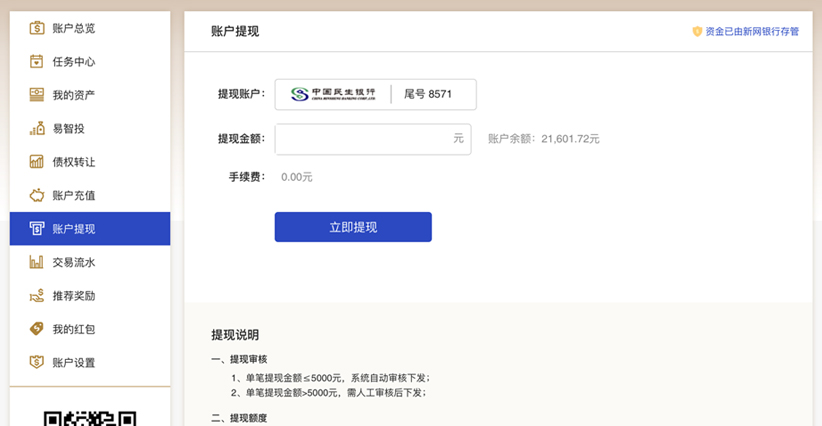 账户总览
任务中心
我的资产
易智投
债权转让
账户充值
账户提现
交易流水
推荐奖励
我的红包
账户设置
账户提现
资金已由新网银行存管
提现账户：
中国民生银行
CHINA MINSHENG BANKING CORP.,LTD.
尾号 8571
提现金额：
元
账户余额：21,601.72元
手续费：
0.00元
立即提现
提现说明
一、提现审核
1、单笔提现金额≤5000元，系统自动审核下发；
2、单笔提现金额>5000元，需人工审核后下发；
二、提现额度